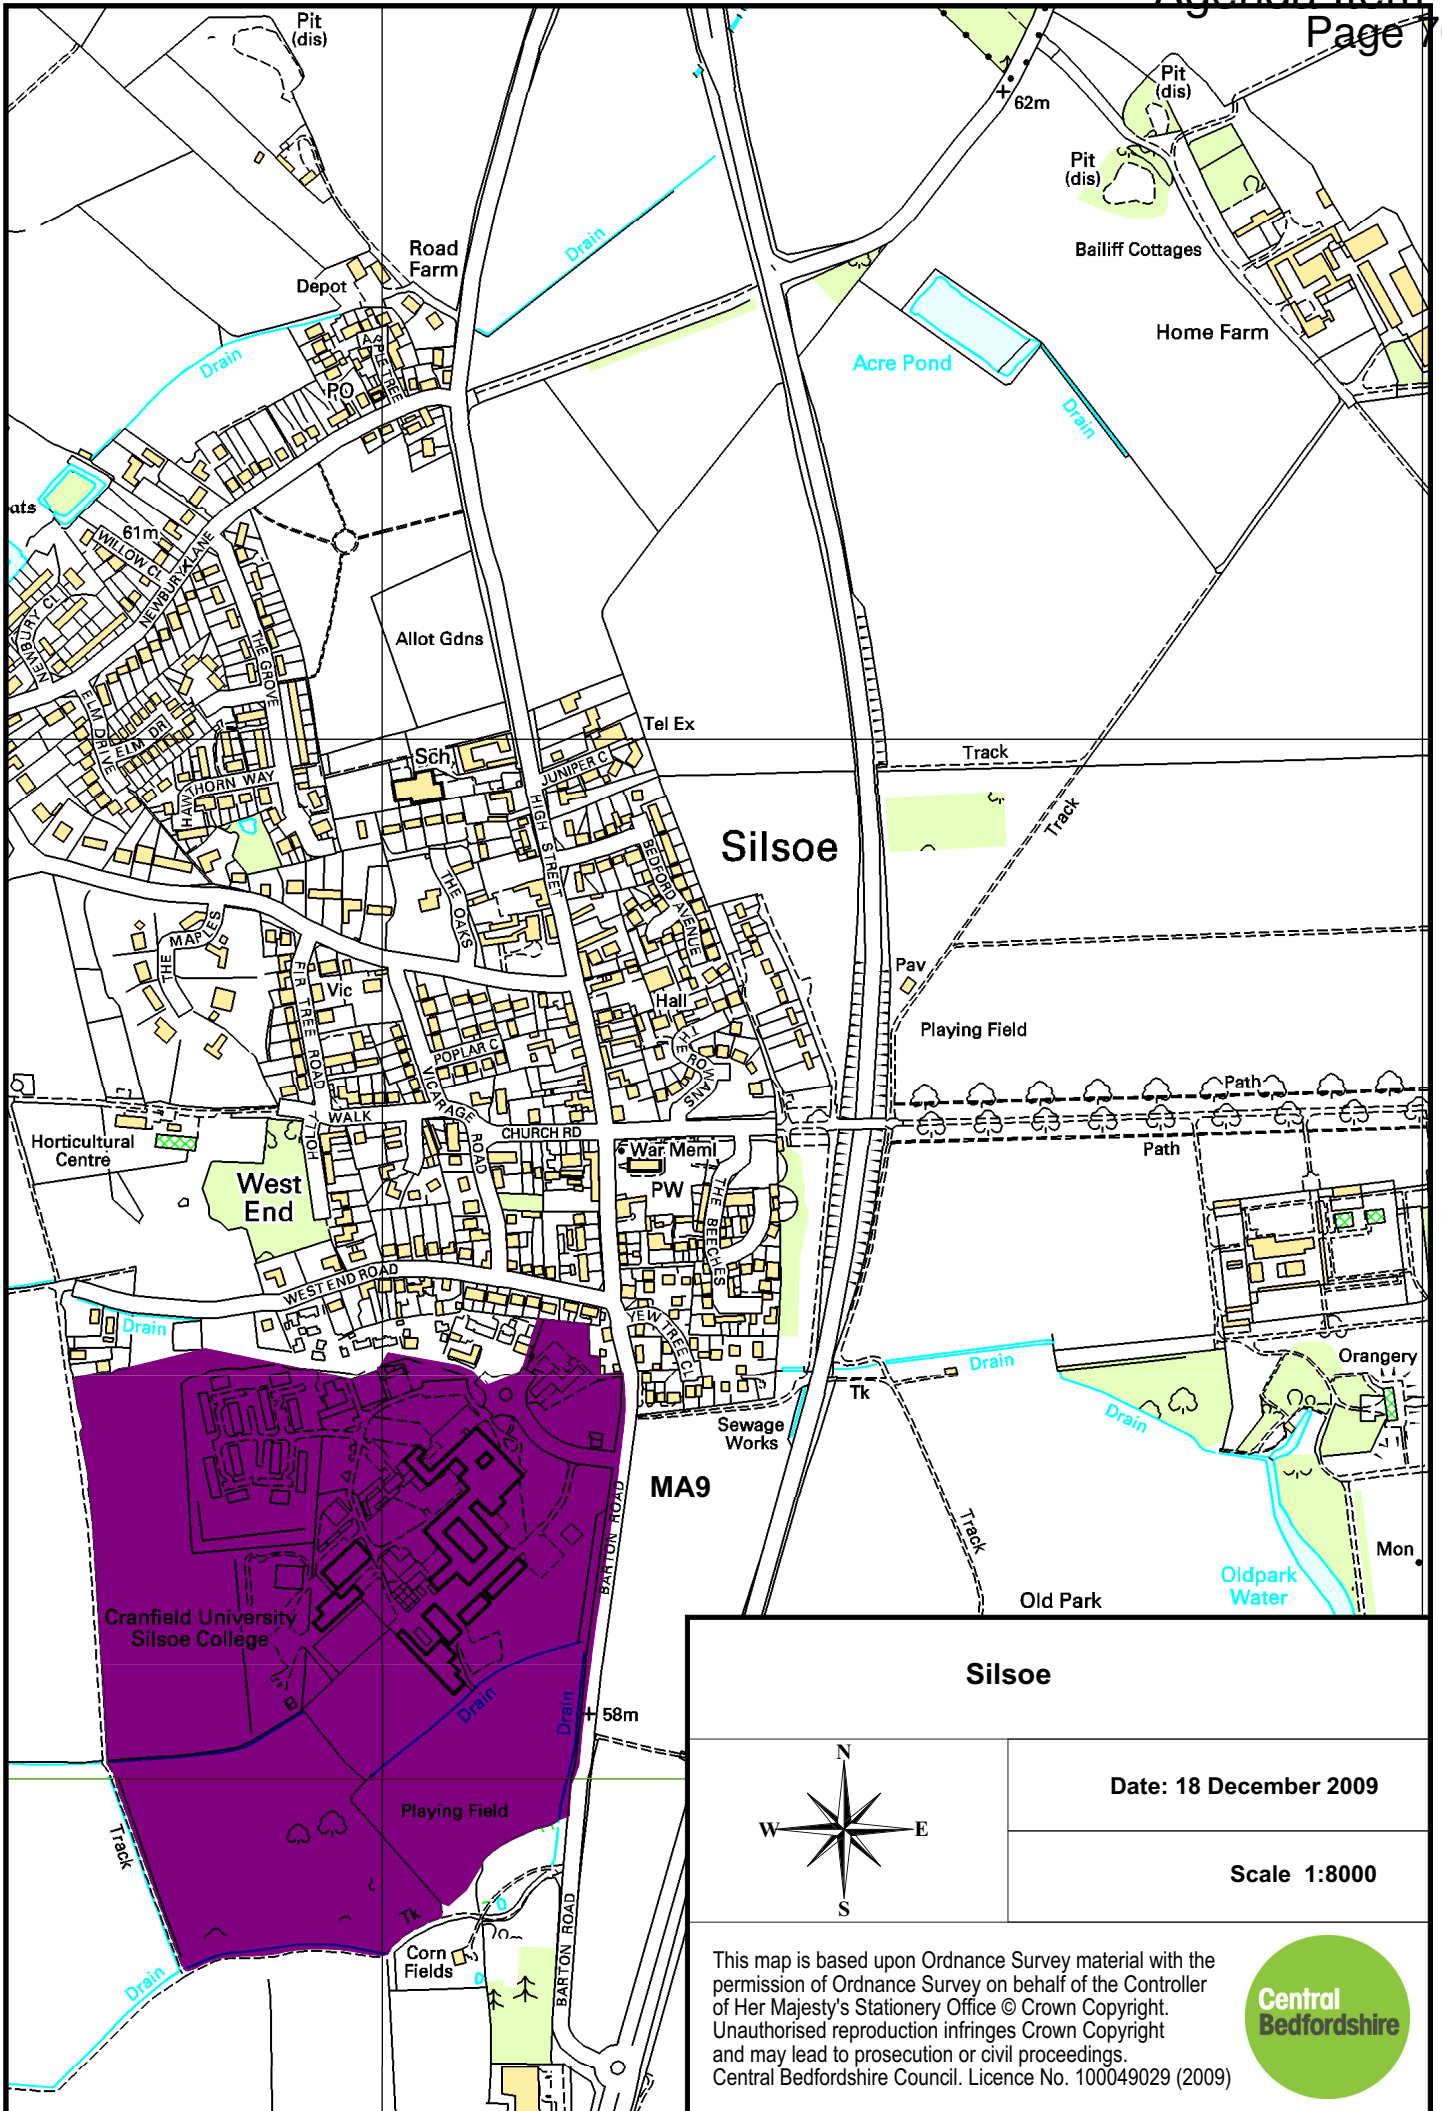 Agenda Item
Page 7
Pit
(dis)
62m
Pit
(dis)
Pit
(dis)
Bailiff Cottages
Home Farm
Road
Farm
Drain
Depot
Drain
APPLE TREE
PO
Acre Pond
Drain
61m
WILLOW CL
NEWBURY LANE
NEWBURY CL
THE GROVE
Allot Gdns
ELM DRIVE
ELM DRI
HAWTHORN WAY
Tel Ex
Sch
JUNIPER C
HIGH STREET
Track
Track
Silsoe
BEDFORD AVENUE
THE OAKS
THE MAPLES
FIR TREE ROAD
Vic
Hall
Pav
Playing Field
POPLAR C
THE ROWANS
VICARAGE ROAD
Path
Path
HOLT
WALK
CHURCH RD
War Meml
PW
THE BEECHES
Horticultural
Centre
West
End
WEST END ROAD
Drain
YEW TREE CL
Drain
Orangery
Tk
Drain
Sewage
Works
MA9
BARTON ROAD
Track
Mon
Oldpark
Water
Old Park
Cranfield University
Silsoe College
Drain
Drain
58m
Playing Field
Track
Tk
Corn
Fields
Drain
BARTON ROAD
Silsoe
N
W
E
S
Date: 18 December 2009
Scale 1:8000
This map is based upon Ordnance Survey material with the
permission of Ordnance Survey on behalf of the Controller
of Her Majesty's Stationery Office © Crown Copyright.
Unauthorised reproduction infringes Crown Copyright
and may lead to prosecution or civil proceedings.
Central Bedfordshire Council. Licence No. 100049029 (2009)
Central
Bedfordshire